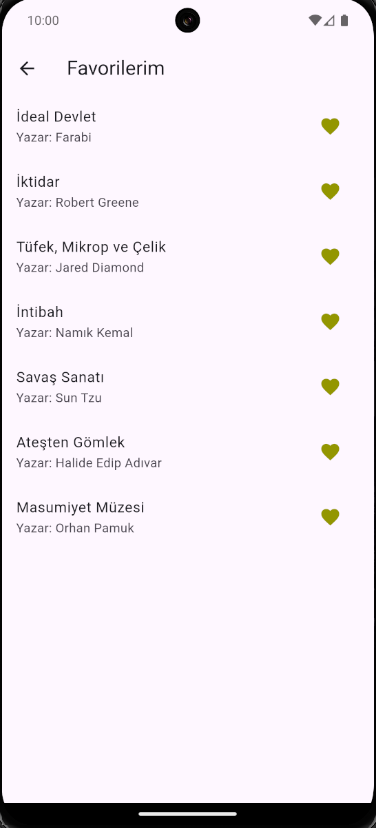 10:00
Favorilerim
İdeal Devlet
Yazar: Farabi
İktidar
Yazar: Robert Greene
Tüfek, Mikrop ve Çelik
Yazar: Jared Diamond
İntibah
Yazar: Namık Kemal
Savaş Sanatı
Yazar: Sun Tzu
Ateşten Gömlek
Yazar: Halide Edip Adıvar
Masumiyet Müzesi
Yazar: Orhan Pamuk